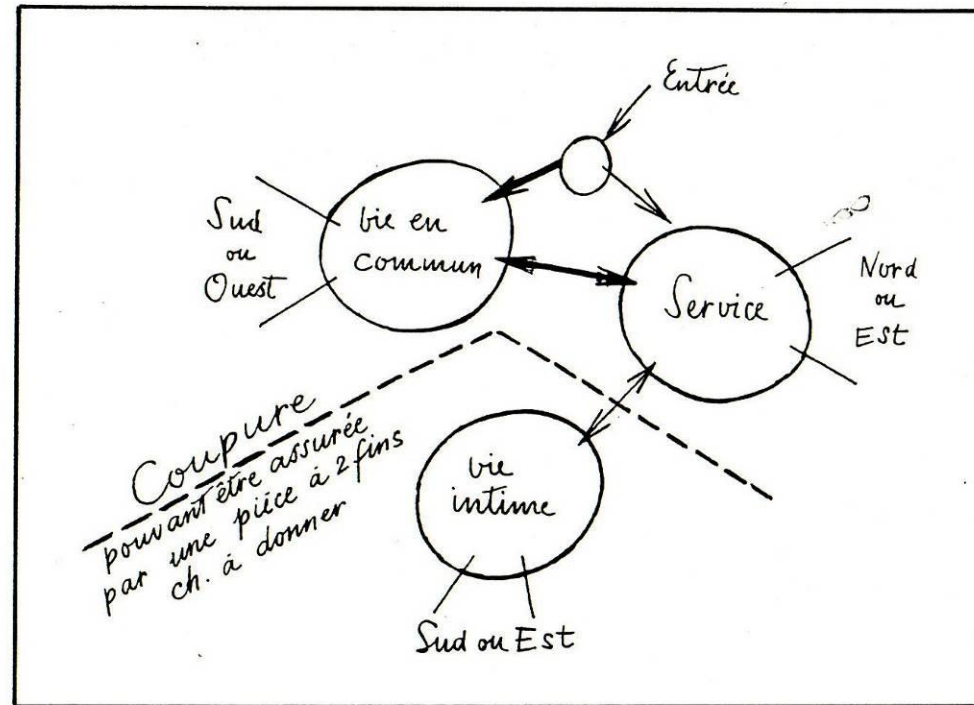 Entrée
Sud
ou
Ouest
vie en
commun
Service
Nord
ou
Est
Coupure
pouvant être assurée
par une pièce à 2 fins
ch. à donner
vie
intime
Sud ou Est